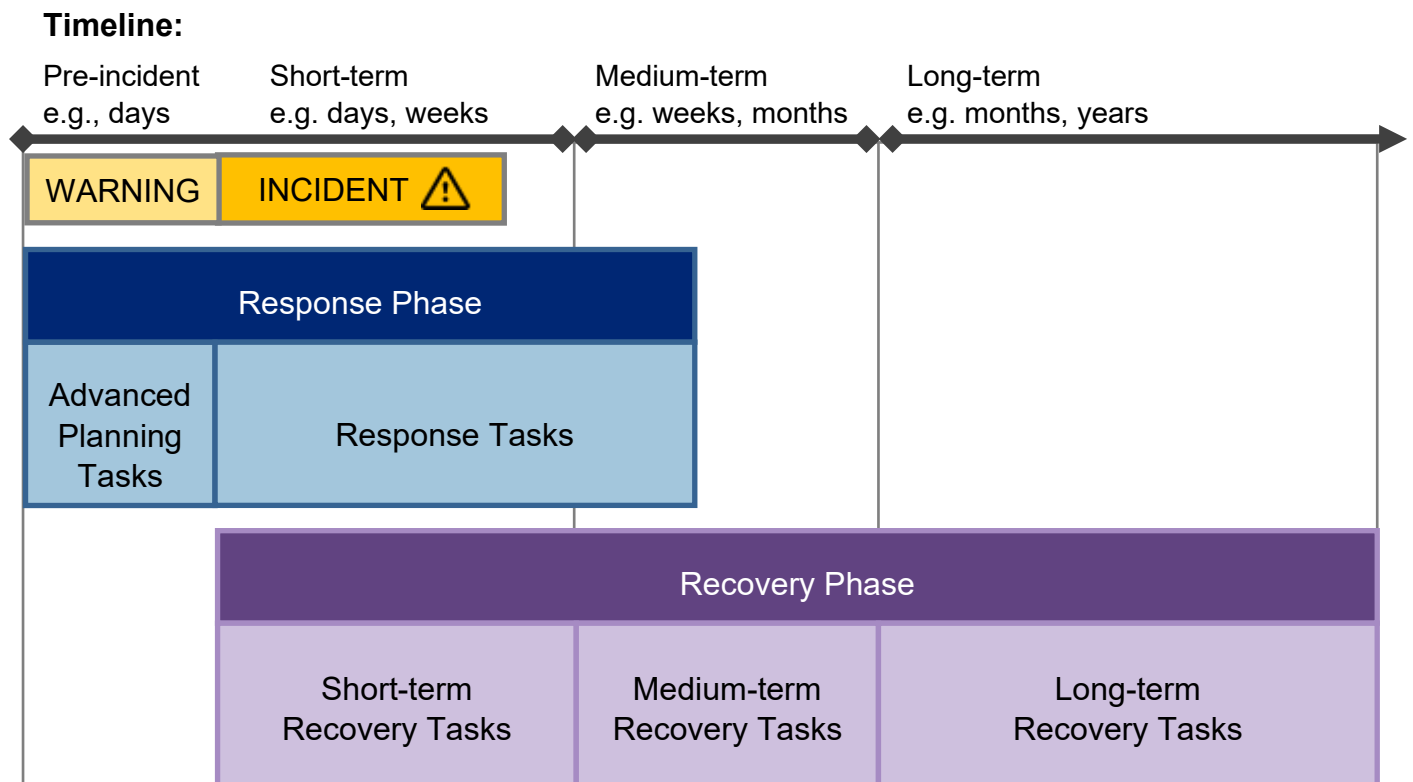 Timeline:
Pre-incident
e.g., days
Short-term
e.g. days, weeks
Medium-term
e.g. weeks, months
Long-term
e.g. months, years
WARNING
INCIDENT
Response Phase
Advanced
Planning
Tasks
Response Tasks
Recovery Phase
Short-term
Recovery Tasks
Medium-term
Recovery Tasks
Long-term
Recovery Tasks